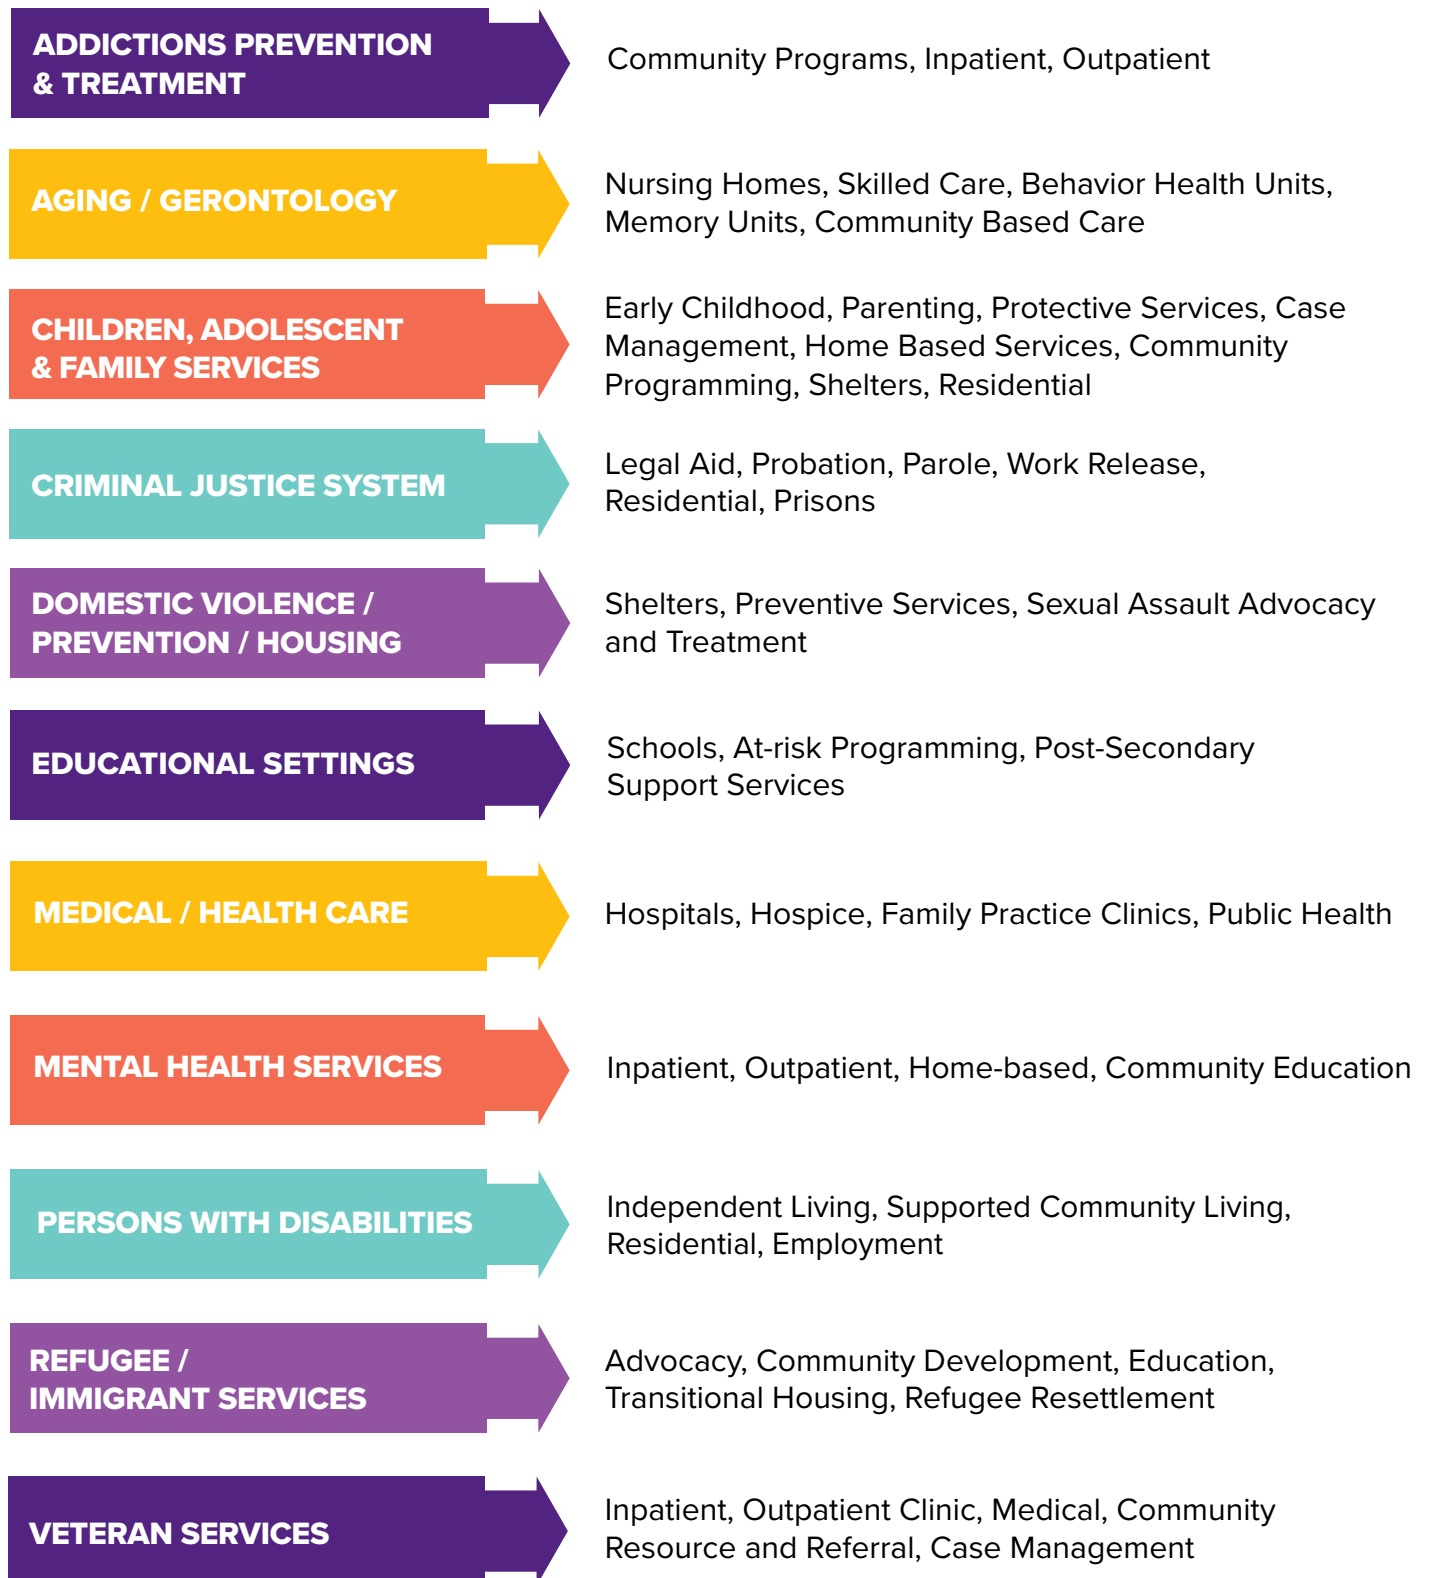 ADDICTIONS PREVENTION
& TREATMENT
Community Programs, Inpatient, Outpatient
AGING / GERONTOLOGY
Nursing Homes, Skilled Care, Behavior Health Units,
Memory Units, Community Based Care
CHILDREN, ADOLESCENT
& FAMILY SERVICES
Early Childhood, Parenting, Protective Services, Case
Management, Home Based Services, Community
Programming, Shelters, Residential
CRIMINAL JUSTICE SYSTEM
Legal Aid, Probation, Parole, Work Release,
Residential, Prisons
DOMESTIC VIOLENCE /
PREVENTION / HOUSING
Shelters, Preventive Services, Sexual Assault Advocacy
and Treatment
EDUCATIONAL SETTINGS
Schools, At-risk Programming, Post-Secondary
Support Services
MEDICAL / HEALTH CARE
Hospitals, Hospice, Family Practice Clinics, Public Health
MENTAL HEALTH SERVICES
Inpatient, Outpatient, Home-based, Community Education
PERSONS WITH DISABILITIES
Independent Living, Supported Community Living,
Residential, Employment
REFUGEE /
IMMIGRANT SERVICES
Advocacy, Community Development, Education,
Transitional Housing, Refugee Resettlement
VETERAN SERVICES
Inpatient, Outpatient Clinic, Medical, Community
Resource and Referral, Case Management